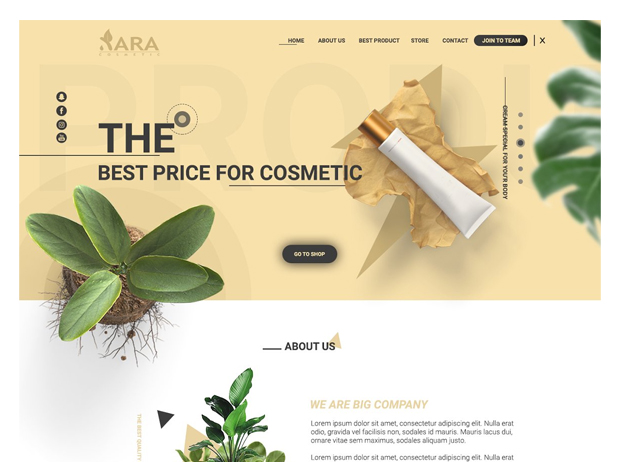 ARA
COSMETIC
HOME ABOUT US BEST PRODUCT STORE CONTACT JOIN TO TEAM X
THE
BEST PRICE FOR COSMETIC
DREAM SPECIAL FOR YOUR BODY
GO TO SHOP
ABOUT US
THE BEST QUALITY
WE ARE BIG COMPANY
Lorem ipsum dolor sit amet, consectetur adipiscing elit. Nulla erat
odio, gravida vel facilisis non, sodales id mauris. Mauris lacus dui,
ornare vitae sem maximus, sodales aliquam justo.
Lorem ipsum dolor sit amet, consectetur adipiscing elit. Nulla erat